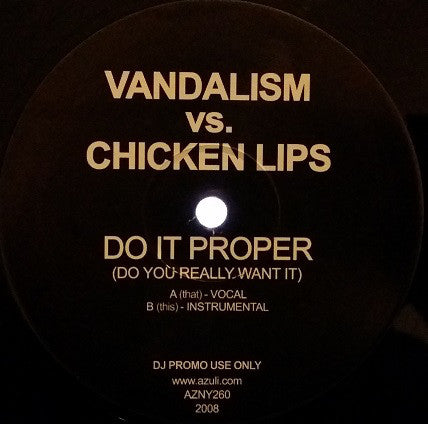 VANDALISM
vs.
CHICKEN LIPS
DO IT PROPER
(DO YOU REALLY WANT IT)
A (that) - VOCAL
B (this) - INSTRUMENTAL
DJ PROMO USE ONLY
www.azuli.com
AZNY260
2008